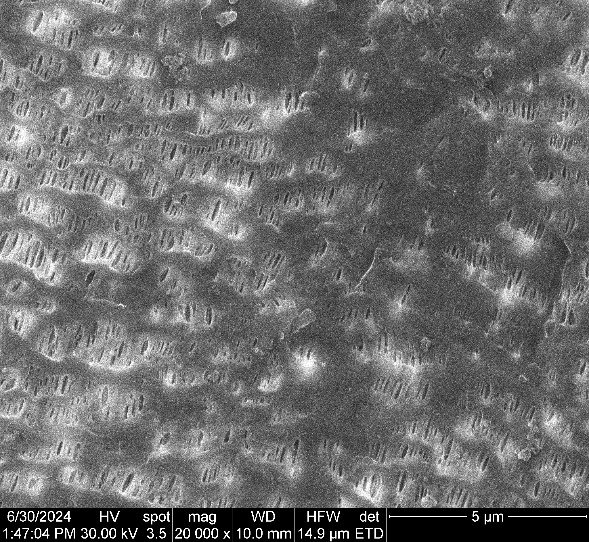 6/30/2024 HV spot mag WD HFW det 5 µm
1:47:04 PM 30.00 kV 3.5 20 000 x 10.0 mm 14.9 µm ETD